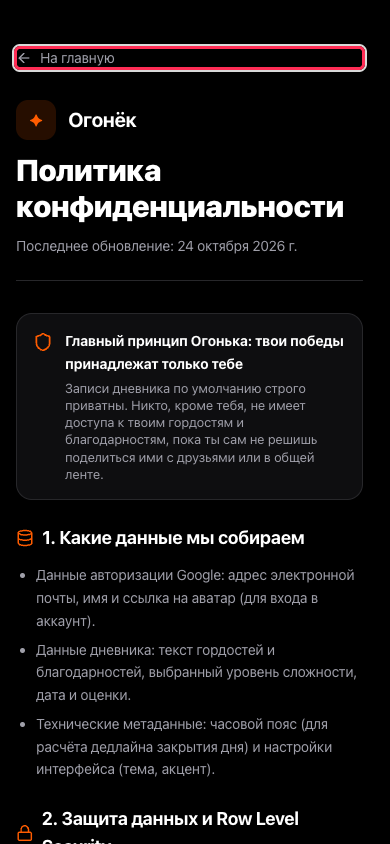 На главную
Огонёк
Политика
конфиденциальности
Последнее обновление: 24 октября 2026 г.
Главный принцип Огонька: твои победы
принадлежат только тебе
Записи дневника по умолчанию строго
приватны. Никто, кроме тебя, не имеет
доступа к твоим гордостям и
благодарностям, пока ты сам не решишь
поделиться ими с друзьями или в общей
ленте.
1. Какие данные мы собираем
Данные авторизации Google: адрес электронной
почты, имя и ссылка на аватар (для входа в
аккаунт).
Данные дневника: текст гордостей и
благодарностей, выбранный уровень сложности,
дата и оценки.
Технические метаданные: часовой пояс (для
расчёта дедлайна закрытия дня) и настройки
интерфейса (тема, акцент).
2. Защита данных и Row Level
Security